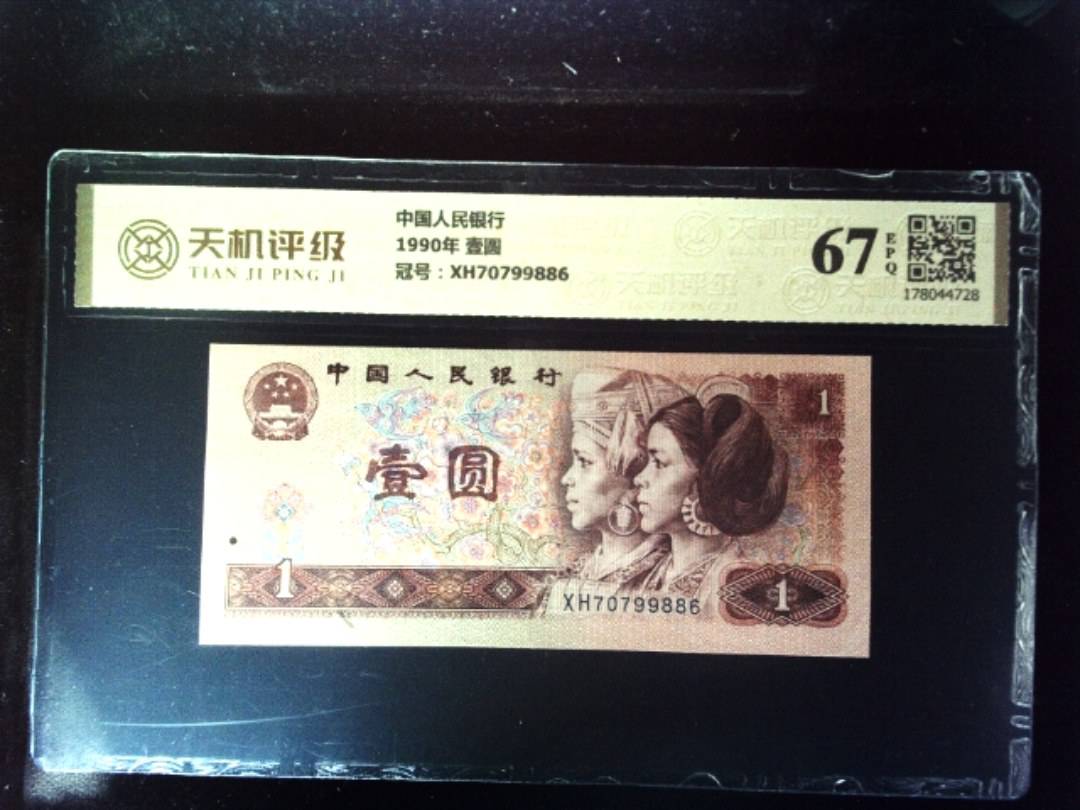 天机评级
TIAN JI PING JI
中国人民银行
1990年 壹圆
冠号：XH70799886
67
EPQ
178044728
中国人民银行
1
壹圆
1
XH70799886
1